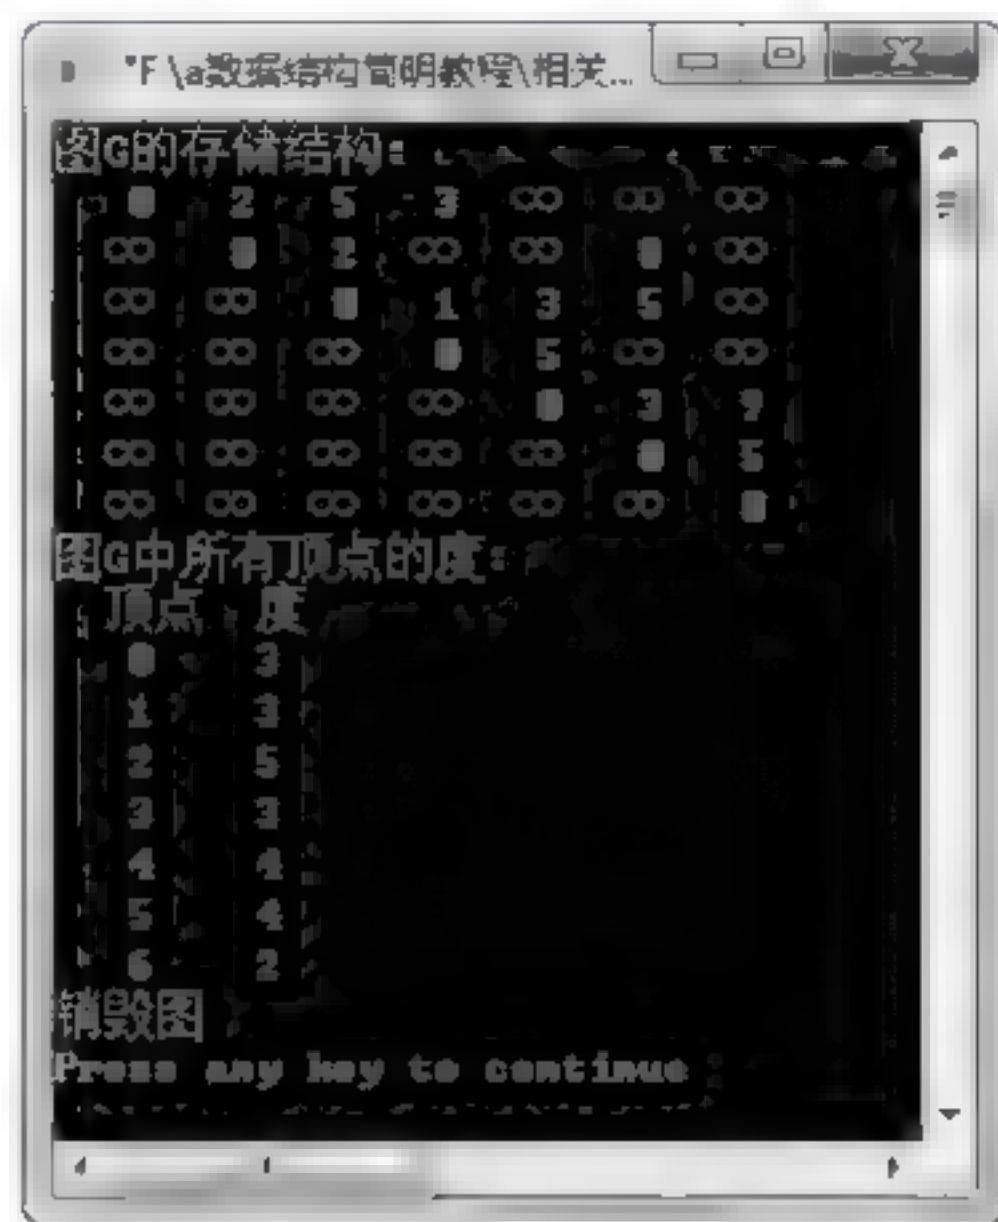 "F \a数据结构简明教程\相关...
图G的存储结构:
0 2 5 3 ∞ ∞ ∞
∞ 0 2 ∞ ∞ ∞
∞ ∞ 0 1 3 5 ∞
∞ ∞ ∞ 0 5 ∞ ∞
∞ ∞ ∞ ∞ 0 3
∞ ∞ ∞ ∞ ∞ 0 5
∞ ∞ ∞ ∞ ∞ ∞ 0
图G中所有顶点的度:
顶点 度
0 3
1 3
2 5
3 3
4 4
5 4
6 2
销毁图
Press any key to continue